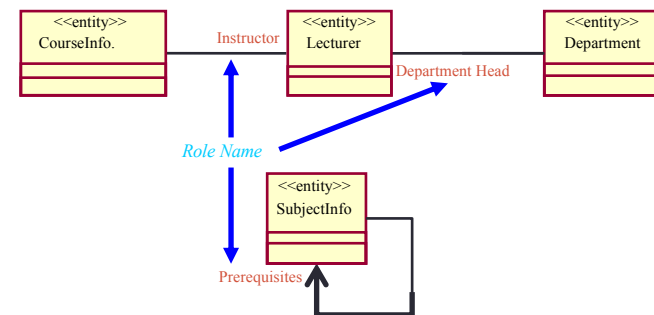 <<entity>>
CourseInfo.
Instructor
<<entity>>
Lecturer
Department Head
<<entity>>
Department
Role Name
<<entity>>
SubjectInfo
Prerequisites